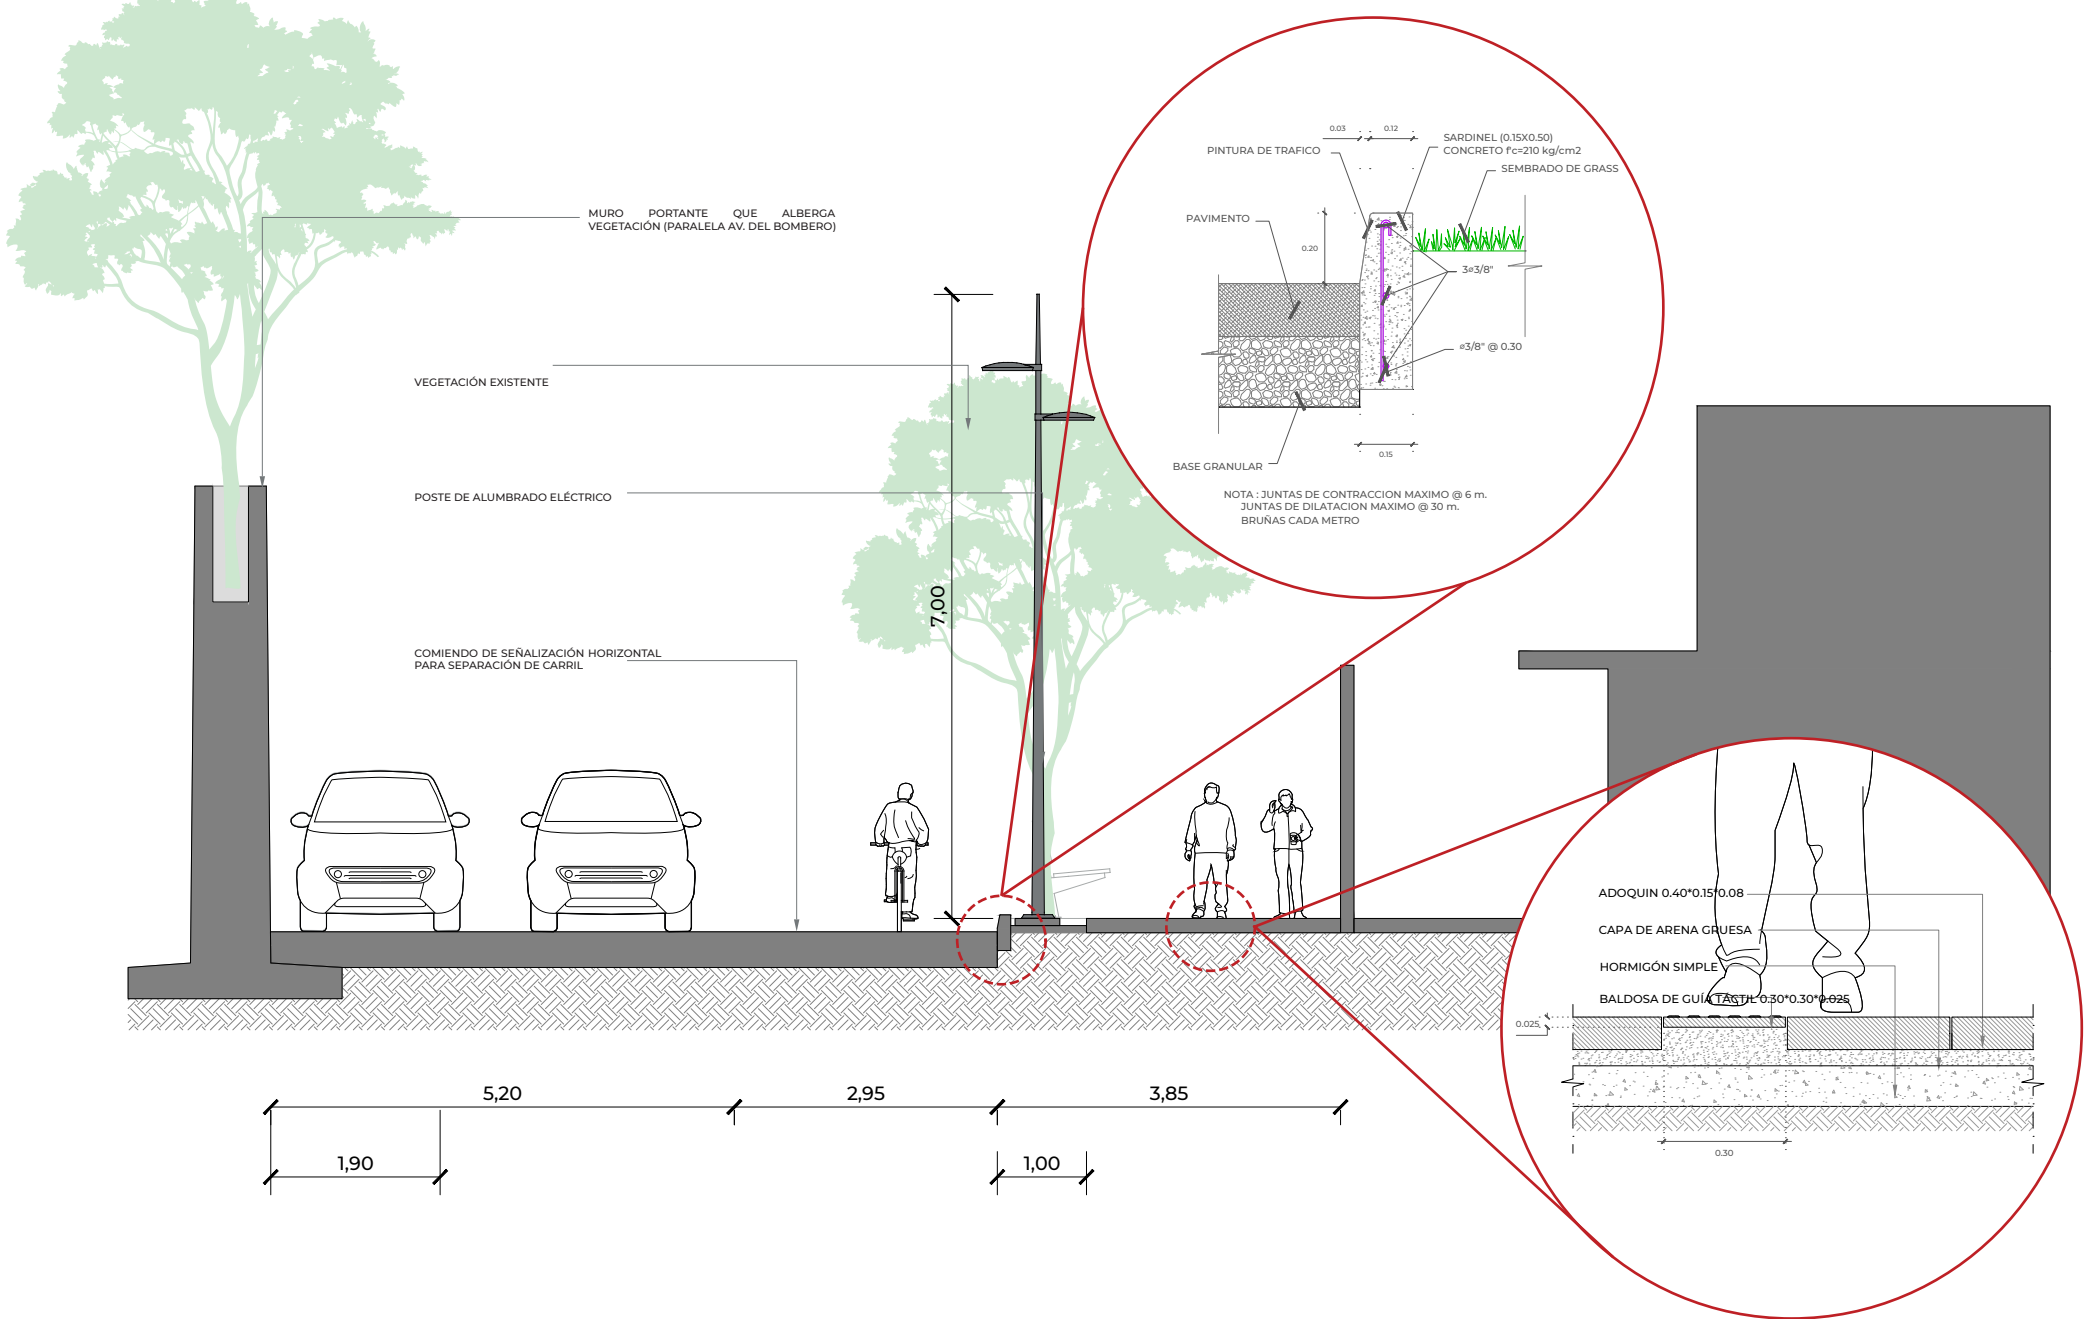 0.03
0.12
SARDINEL (0.15X0.50)
CONCRETO f'c=210 kg/cm2
PINTURA DE TRAFICO
SEMBRADO DE GRASS
PAVIMENTO
0.20
3ø3/8"
ø3/8" @ 0.30
0.15
BASE GRANULAR
NOTA : JUNTAS DE CONTRACCION MAXIMO @ 6 m.
JUNTAS DE DILATACION MAXIMO @ 30 m.
BRUÑAS CADA METRO
MURO PORTANTE QUE ALBERGA
VEGETACIÓN (PARALELA AV. DEL BOMBERO)
VEGETACIÓN EXISTENTE
POSTE DE ALUMBRADO ELÉCTRICO
7,00
COMIENDO DE SEÑALIZACIÓN HORIZONTAL
PARA SEPARACIÓN DE CARRIL
ADOQUIN 0.40*0.15*0.08
CAPA DE ARENA GRUESA
HORMIGÓN SIMPLE
BALDOSA DE GUÍA TÁCTIL 0.30*0.30*0.025
0.025
0.30
5,20
2,95
3,85
1,90
1,00